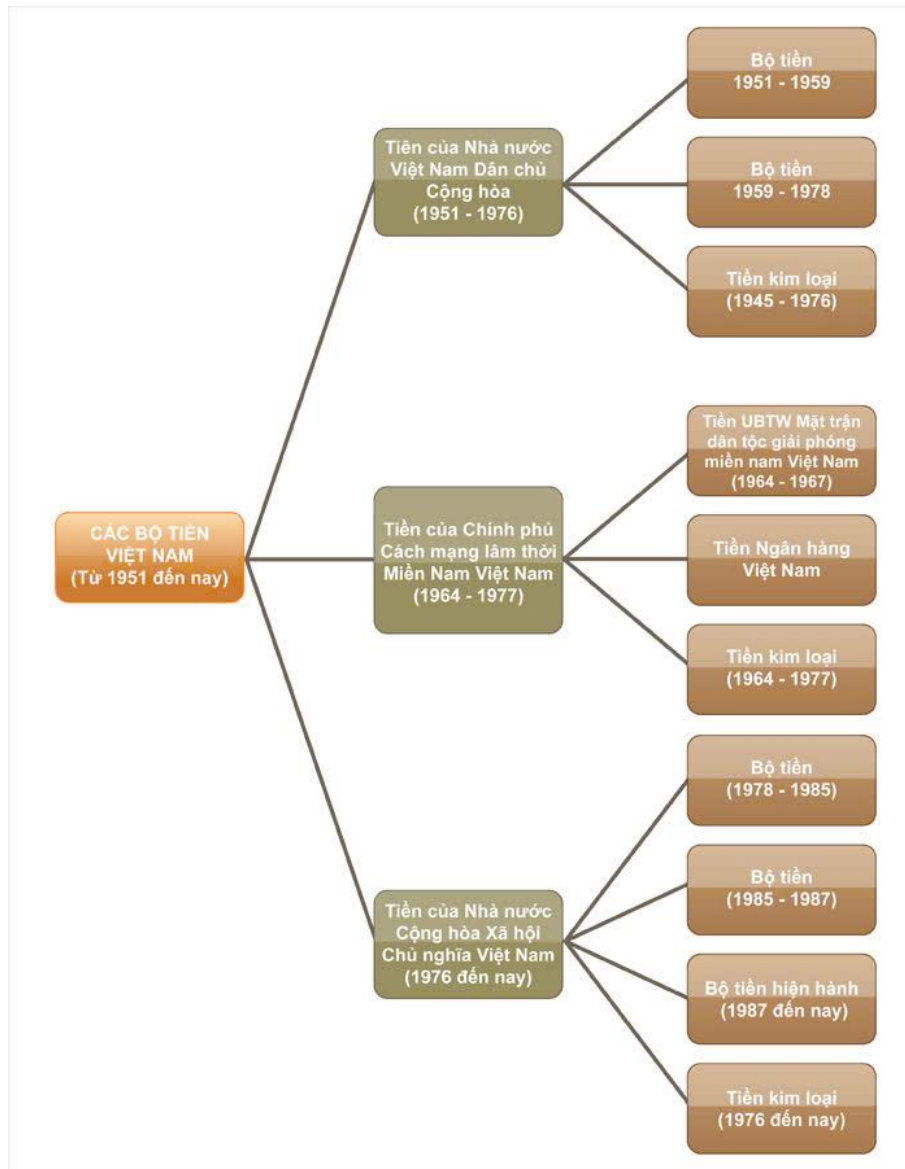 Bộ tiền
1951 - 1959
Tiên của Nhà nước
Việt Nam Dân chủ
Cộng hòa
(1951 - 1976)
Bộ tiền
1959 - 1978
Tiền kim loại
(1945 - 1976)
CÁC BỘ TIỀN
VIỆT NAM
(Từ 1951 đến nay)
Tiền của Chính phủ
Cách mạng lâm thời
Miền Nam Việt Nam
(1964 - 1977)
Tiền UBTW Mặt trận
dân tộc giải phóng
miền nam Việt Nam
(1964 - 1967)
Tiền Ngân hàng
Việt Nam
Tiền kim loại
(1964 - 1977)
Tiền của Nhà nước
Cộng hòa Xã hội
Chủ nghĩa Việt Nam
(1976 đến nay)
Bộ tiền
(1978 - 1985)
Bộ tiền
(1985 - 1987)
Bộ tiền hiện hành
(1987 đến nay)
Tiền kim loại
(1976 đến nay)